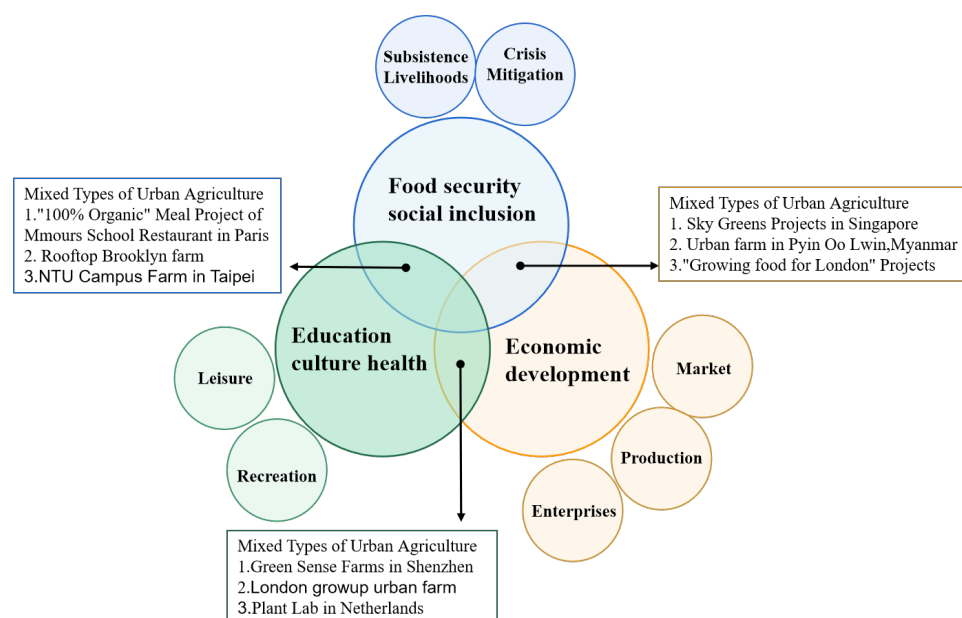 Subsistence
Livelihoods
Crisis
Mitigation
Food security
social inclusion
Mixed Types of Urban Agriculture
1."100% Organic" Meal Project of
Mmours School Restaurant in Paris
2. Rooftop Brooklyn farm
3.NTU Campus Farm in Taipei
Mixed Types of Urban Agriculture
1. Sky Greens Projects in Singapore
2. Urban farm in Pyin Oo Lwin,Myanmar
3."Growing food for London" Projects
Education
culture health
Economic
development
Leisure
Recreation
Market
Production
Enterprises
Mixed Types of Urban Agriculture
1.Green Sense Farms in Shenzhen
2.London growup urban farm
3.Plant Lab in Netherlands